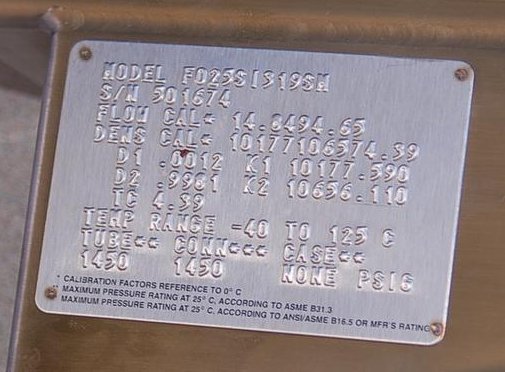 MODEL F025S1S19SM
S/N 501674
FLOW CAL* 14.8494.65
DENS CAL* 10177106574.39
D1 .0012 K1 10177.590
D2 .9981 K2 10656.110
TC 4.39
TEMP RANGE -40 TO 125 C
TUBE** CONN*** CASE**
1450 1450 NONE PSIG
* CALIBRATION FACTORS REFERENCE TO 0° C
** MAXIMUM PRESSURE RATING AT 25° C, ACCORDING TO ASME B31.3
MAXIMUM PRESSURE RATING AT 25° C, ACCORDING TO ANSI/ASME B16.5 OR MFR'S RATING